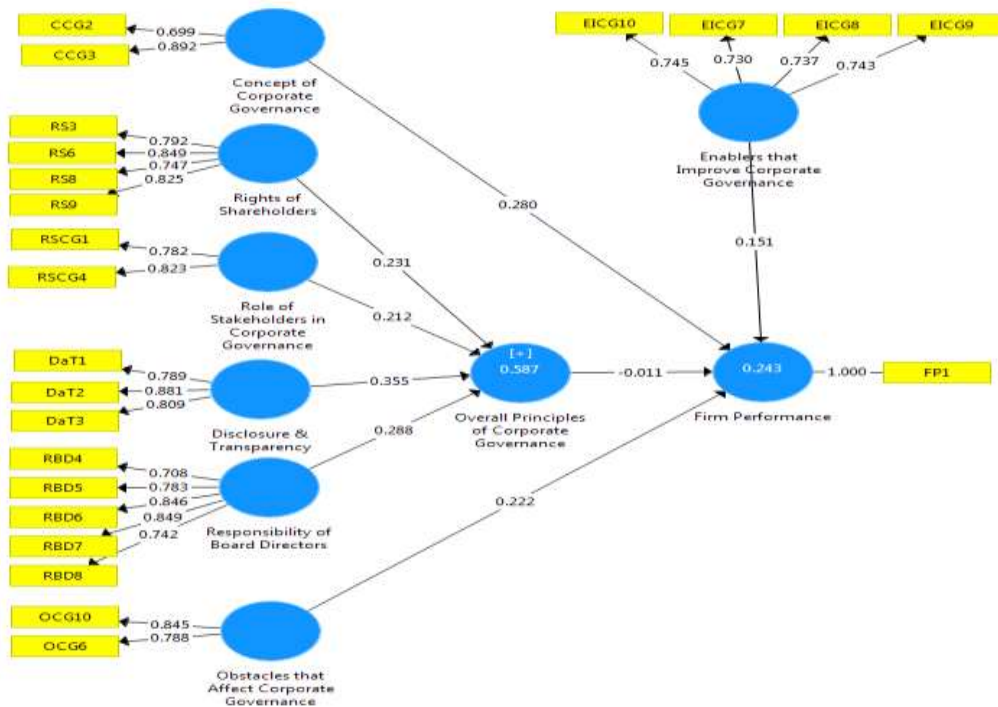 CCG2
0.699
CCG3
0.892
Concept of
Corporate
Governance
EICG10
EICG7
EICG8
EICG9
0.745
0.730
0.737
0.743
Enablers that
Improve Corporate
Governance
RS3
0.792
RS6
0.849
RS8
0.747
RS9
0.825
Rights of
Shareholders
0.280
0.151
0.231
RSCG1
0.782
RSCG4
0.823
Role of
Stakeholders in
Corporate
Governance
0.212
DaT1
0.789
DaT2
0.881
DaT3
0.809
Disclosure &
Transparency
0.355
[+]
0.587
Overall Principles
of Corporate
Governance
-0.011
0.243
Firm Performance
1.000
FP1
0.288
RBD4
0.708
RBD5
0.783
RBD6
0.846
RBD7
0.849
RBD8
0.742
Responsibility of
Board Directors
0.222
OCG10
0.845
OCG6
0.788
Obstacles that
Affect Corporate
Governance